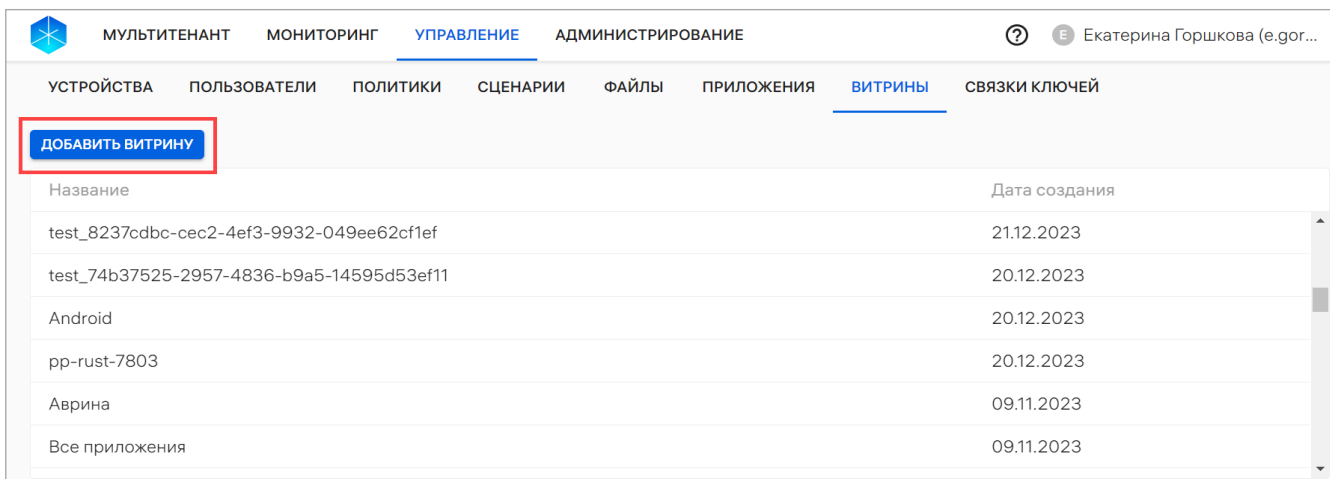 МУЛЬТИТЕНАНТ МОНИТОРИНГ УПРАВЛЕНИЕ АДМИНИСТРИРОВАНИЕ ? E Екатерина Горшкова (e.gor...
УСТРОЙСТВА ПОЛЬЗОВАТЕЛИ ПОЛИТИКИ СЦЕНАРИИ ФАЙЛЫ ПРИЛОЖЕНИЯ ВИТРИНЫ СВЯЗКИ КЛЮЧЕЙ
ДОБАВИТЬ ВИТРИНУ
Название Дата создания
test_8237cdbc-cec2-4ef3-9932-049ee62cf1ef 21.12.2023
test_74b37525-2957-4836-b9a5-14595d53ef11 20.12.2023
Android 20.12.2023
pp-rust-7803 20.12.2023
Аврина 09.11.2023
Все приложения 09.11.2023